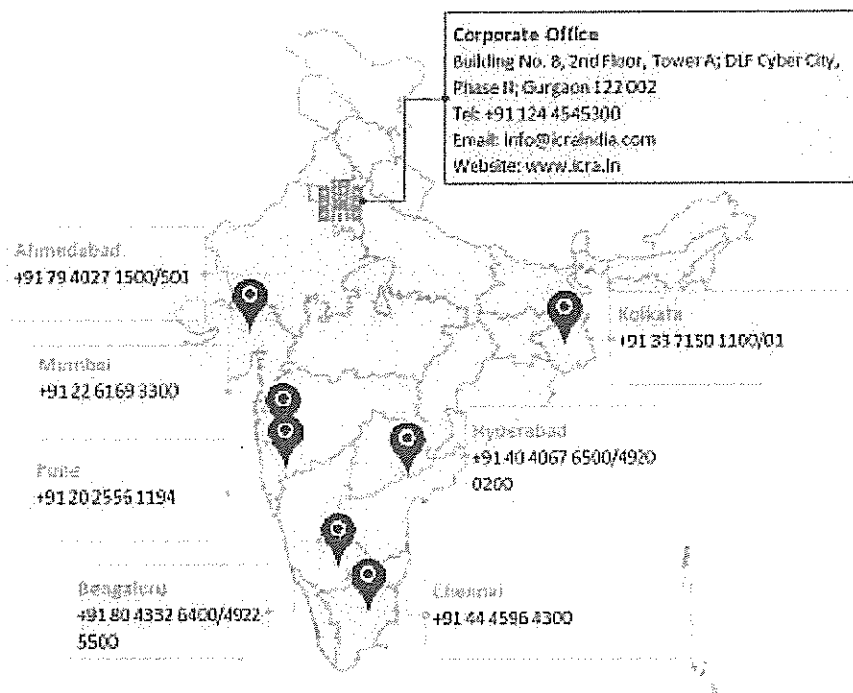 Corporate Office
Building No. 8, 2nd Floor, Tower A; DLF Cyber City,
Phase II; Gurgaon 122 002
Tel: +91 124 4545300
Email: info@icraindia.com
Website: www.icra.in
Ahmedabad
+91 79 4027 1500/501
Kolkata
+91 33 7150 1100/01
Mumbai
+91 22 6169 3300
Hyderabad
+91 40 4067 6500/4920
0200
Pune
+91 20 2556 1194
Bengaluru
+91 80 4332 6400/4922
5500
Chennai
+91 44 4596 4300